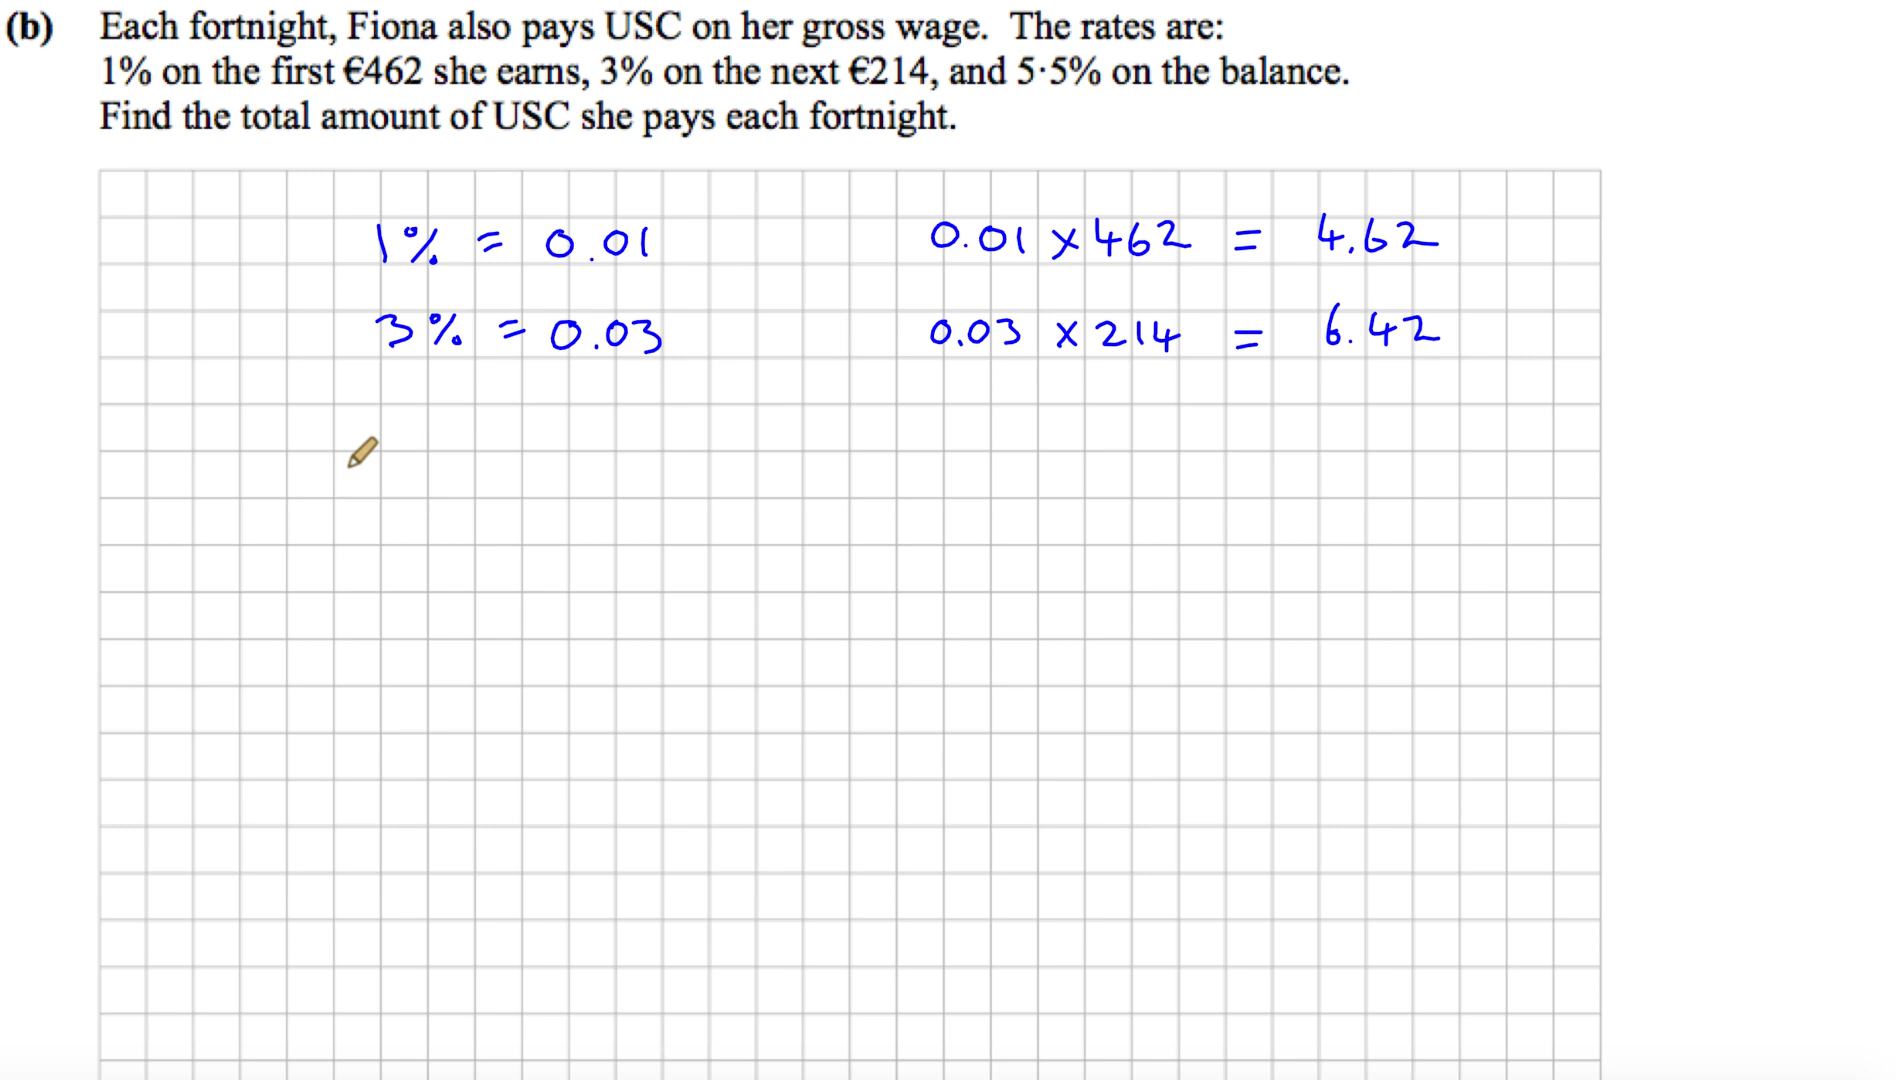 (b) Each fortnight, Fiona also pays USC on her gross wage. The rates are:
1% on the first €462 she earns, 3% on the next €214, and 5·5% on the balance.
Find the total amount of USC she pays each fortnight.
1% = 0.01 0.01 × 462 = 4.62
3% = 0.03 0.03 × 214 = 6.42